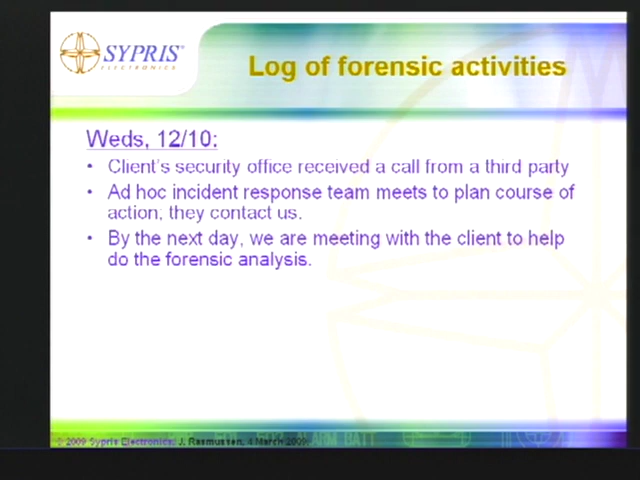 SYPRIS®
ELECTRONICS
Log of forensic activities
Weds, 12/10:
• Client's security office received a call from a third party
• Ad hoc incident response team meets to plan course of
action; they contact us.
• By the next day, we are meeting with the client to help
do the forensic analysis.
© 2009 Sypris Electronics; J. Rasmussen, 4 March 2009